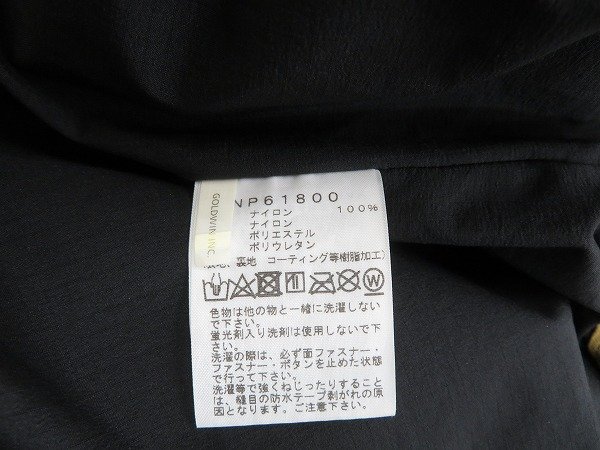 GOLDWIN INC.
NP61800
ナイロン 100%
ナイロン
ポリエステル
ポリウレタン
裏地 コーティング等樹脂加工)
色物は他の物と一緒に洗濯しない
で下さい。
蛍光剤入り洗剤は使用しないで下
さい。
洗濯の際は、必ず面ファスナー・
ファスナー・ボタンを止めた状態
で行って下さい。
洗濯等で強くねじったりすること
は、縫目の防水テープ剥がれの原
因となります。ご注意下さい。